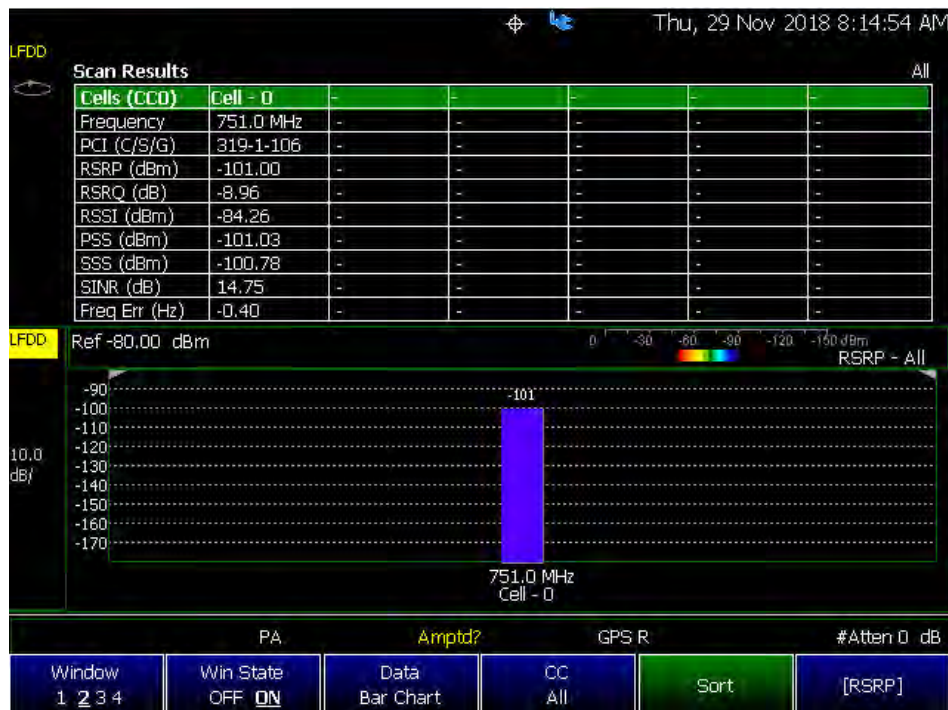 Thu, 29 Nov 2018 8:14:54 AM
LFDD
Scan Results All
Cells (CC0) Cell - 0 - - - - -
Frequency 751.0 MHz - - - - -
PCI (C/S/G) 319-1-106 - - - - -
RSRP (dBm) -101.00 - - - - -
RSRQ (dB) -8.96 - - - - -
RSSI (dBm) -84.26 - - - - -
PSS (dBm) -101.03 - - - - -
SSS (dBm) -100.78 - - - - -
SINR (dB) 14.75 - - - - -
Freq Err (Hz) -0.40 - - - - -
LFDD Ref -80.00 dBm 0 -30 -60 -90 -120 -150 dBm
RSRP - All
-90
-101
-100
-110
-120
10.0
-130
dB/
-140
-150
-160
-170
751.0 MHz
Cell - 0
PA Amptd? GPS R #Atten 0 dB
Window Win State Data CC Sort [RSRP]
1 2 3 4 OFF ON Bar Chart All